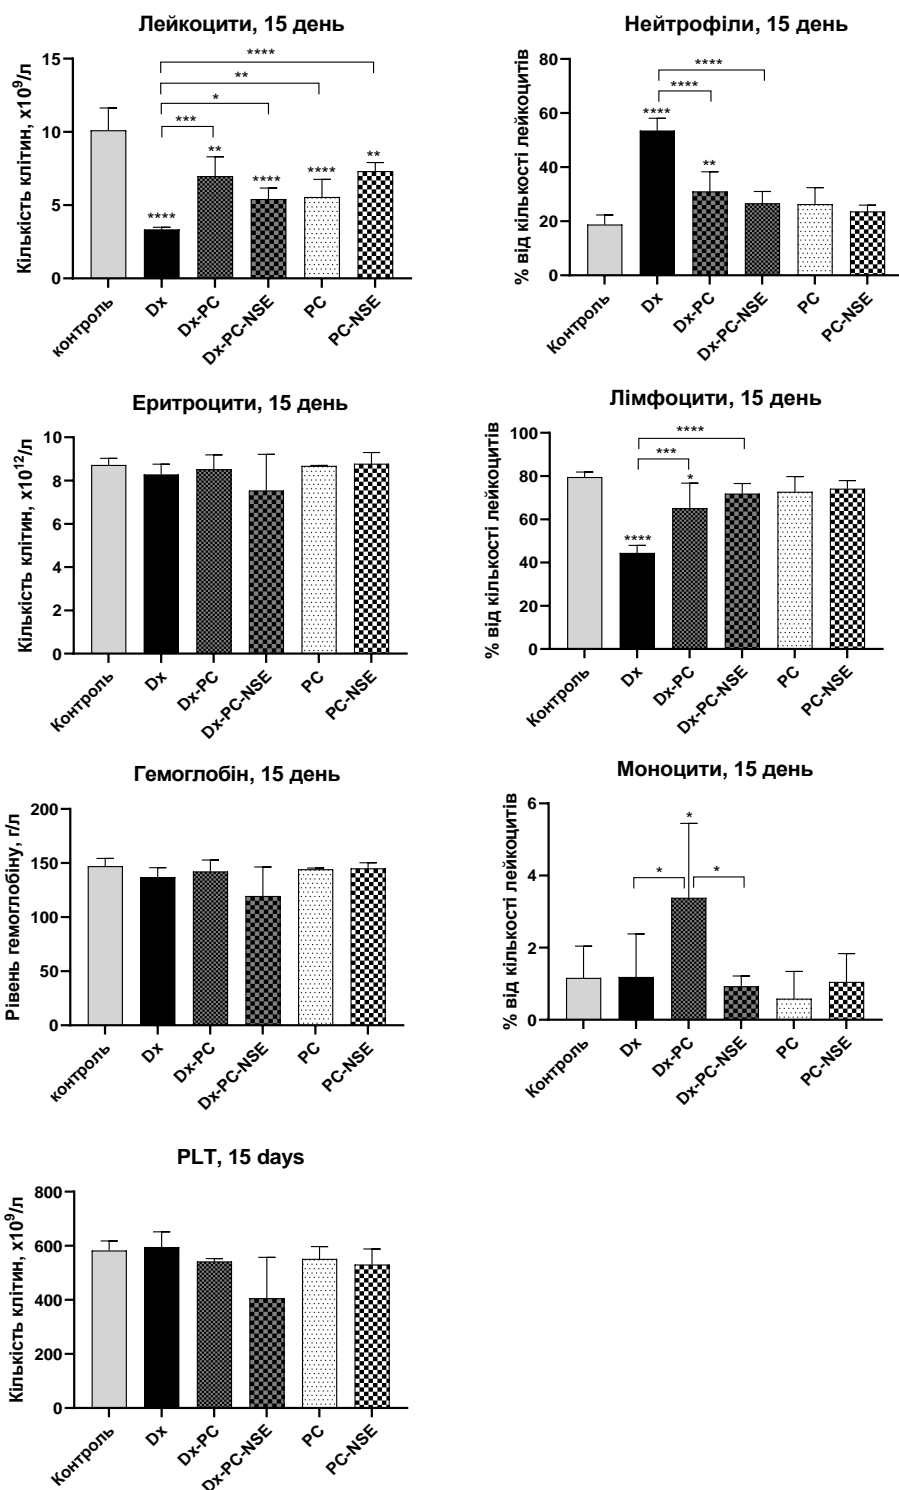 Лейкоцити, 15 день
Кількість клітин, x10⁹/л
15
10
5
0
****
**
*
***
****
**
****
****
**
контроль
Dx
Dx-PC
Dx-PC-NSE
PC
PC-NSE
Нейтрофіли, 15 день
% від кількості лейкоцитів
80
60
40
20
0
****
****
****
**
Контроль
Dx
Dx-PC
Dx-PC-NSE
PC
PC-NSE
Еритроцити, 15 день
Кількість клітин, x10¹²/л
10
8
6
4
2
0
Контроль
Dx
Dx-PC
Dx-PC-NSE
PC
PC-NSE
Лімфоцити, 15 день
% від кількості лейкоцитів
100
80
60
40
20
0
****
***
****
*
Контроль
Dx
Dx-PC
Dx-PC-NSE
PC
PC-NSE
Гемоглобін, 15 день
Рівень гемоглобіну, г/л
200
150
100
50
0
контроль
Dx
Dx-PC
Dx-PC-NSE
PC
PC-NSE
Моноцити, 15 день
% від кількості лейкоцитів
6
4
2
0
*
*
*
Контроль
Dx
Dx-PC
Dx-PC-NSE
PC
PC-NSE
PLT, 15 days
Кількість клітин, x10⁹/л
800
600
400
200
0
Контроль
Dx
Dx-PC
Dx-PC-NSE
PC
PC-NSE